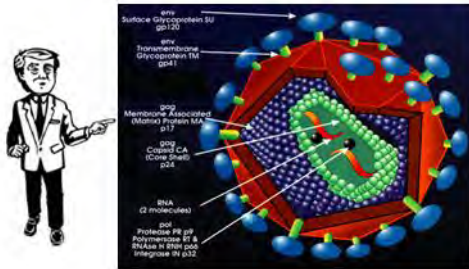 env
Surface Glycoprotein SU
gp120
env
Transmembrane
Glycoprotein TM
gp41
gag
Membrane Associated
(Matrix) Protein MA
p17
gag
Capsid CA
(Core Shell)
p24
RNA
(2 molecules)
pol
Protease PR p9
Polymerase RT &
RNAse H RNH p66
Integrase IN p32